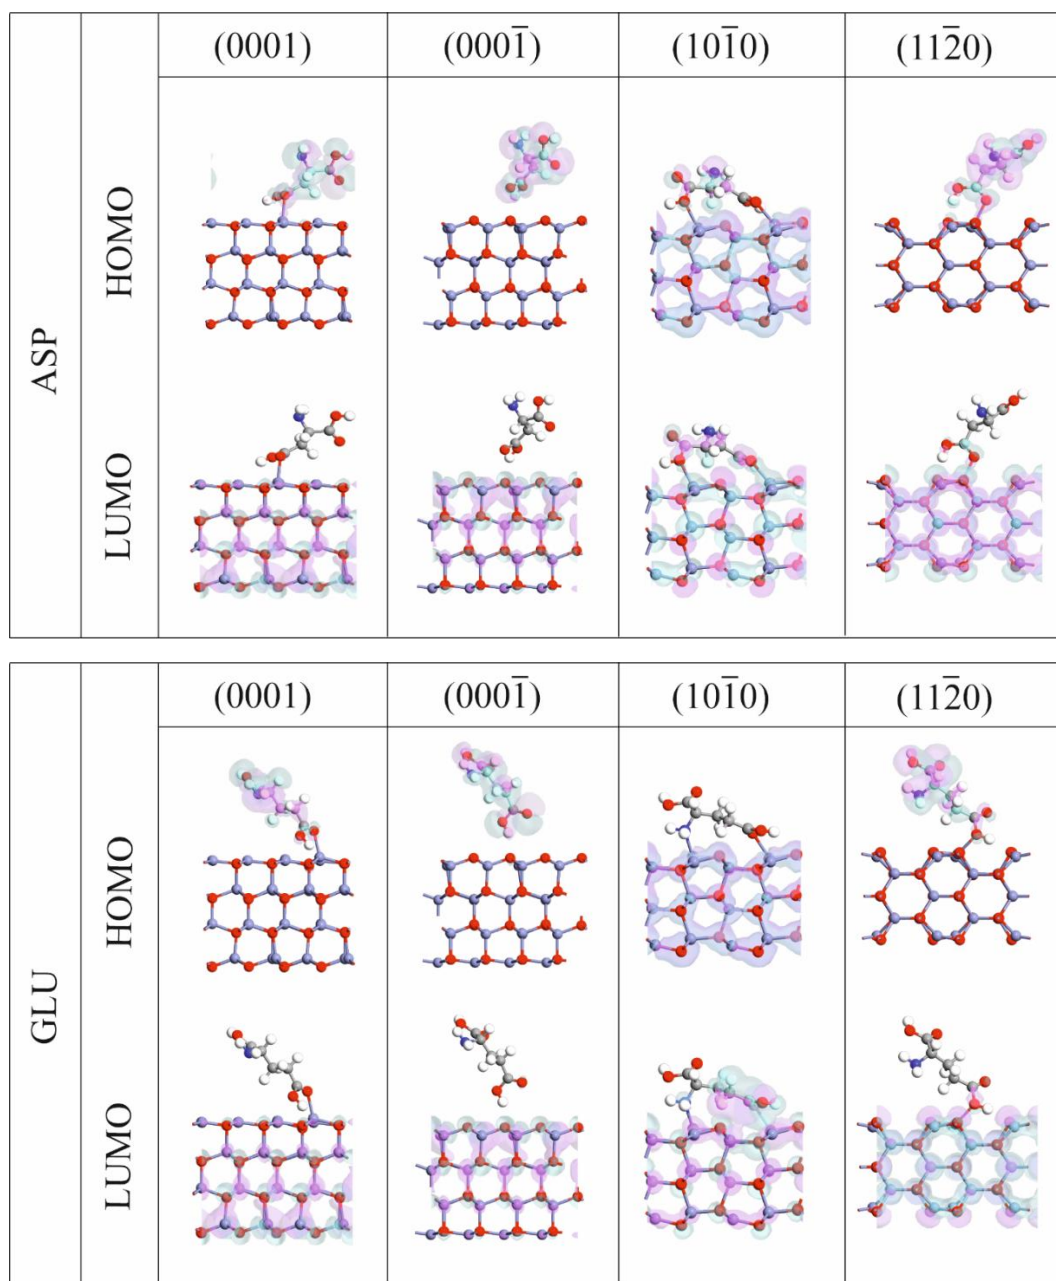 (0001) (0001̅) (101̅0) (112̅0)
ASP
HOMO
LUMO
(0001) (0001̅) (101̅0) (112̅0)
GLU
HOMO
LUMO